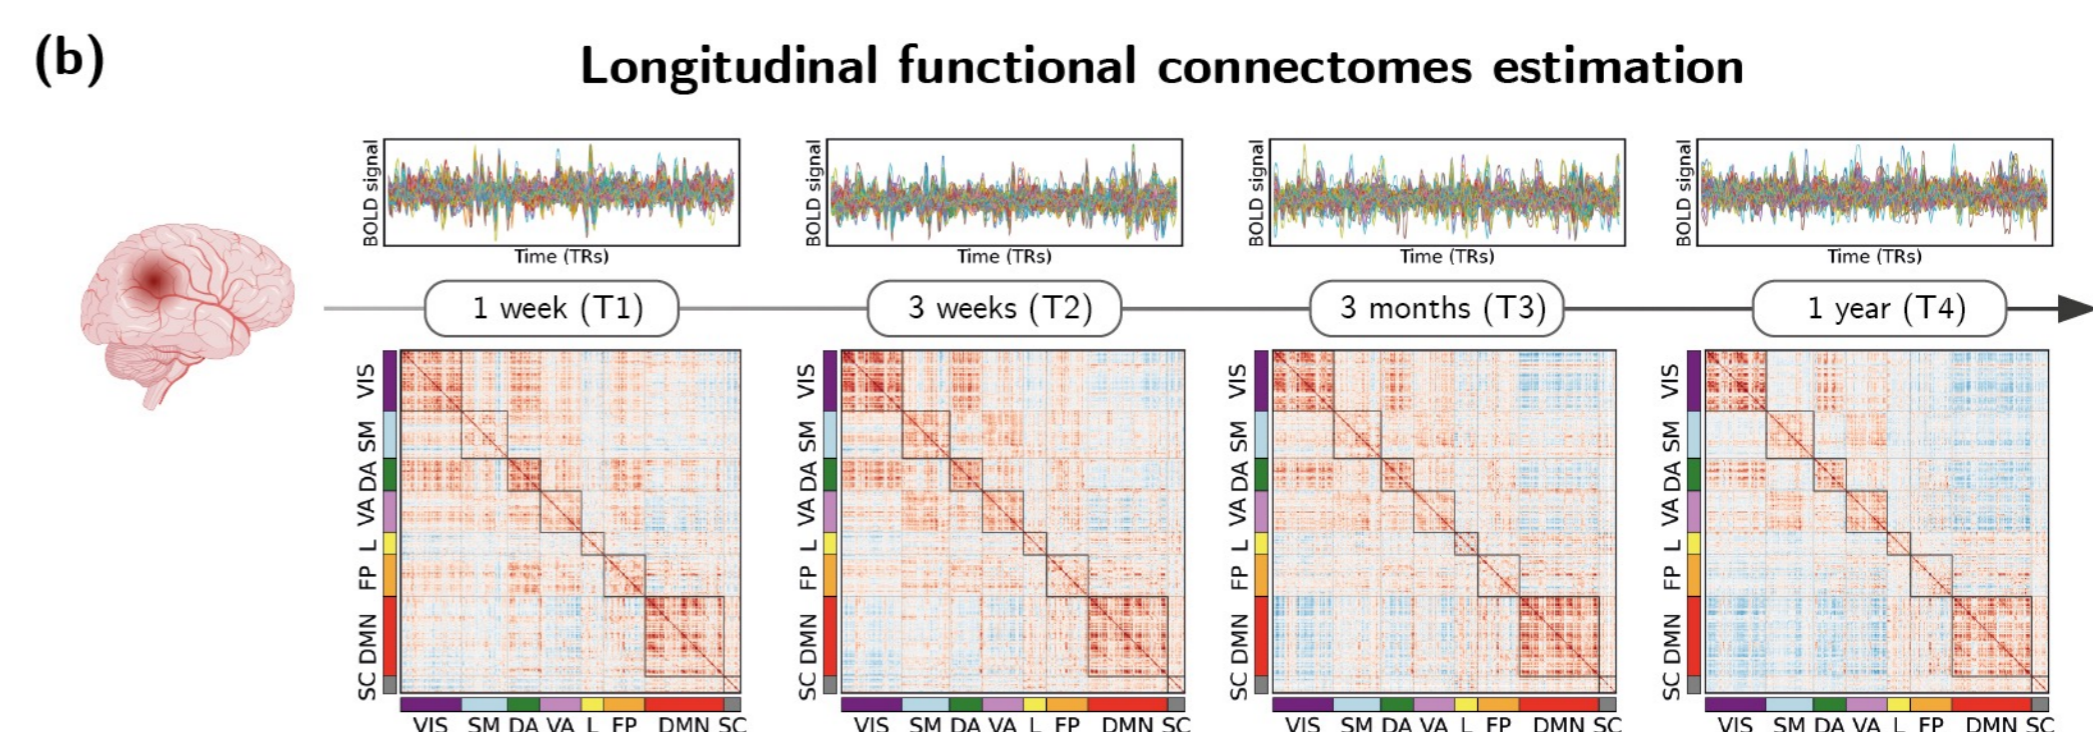 (b)
Longitudinal functional connectomes estimation
BOLD signal
Time (TRs)
BOLD signal
Time (TRs)
BOLD signal
Time (TRs)
BOLD signal
Time (TRs)
1 week (T1)
3 weeks (T2)
3 months (T3)
1 year (T4)
VIS
SM
DA
VA
L
FP
DMN
SC
VIS SM DA VA L FP DMN SC
VIS
SM
DA
VA
L
FP
DMN
SC
VIS SM DA VA L FP DMN SC
VIS
SM
DA
VA
L
FP
DMN
SC
VIS SM DA VA L FP DMN SC
VIS
SM
DA
VA
L
FP
DMN
SC
VIS SM DA VA L FP DMN SC